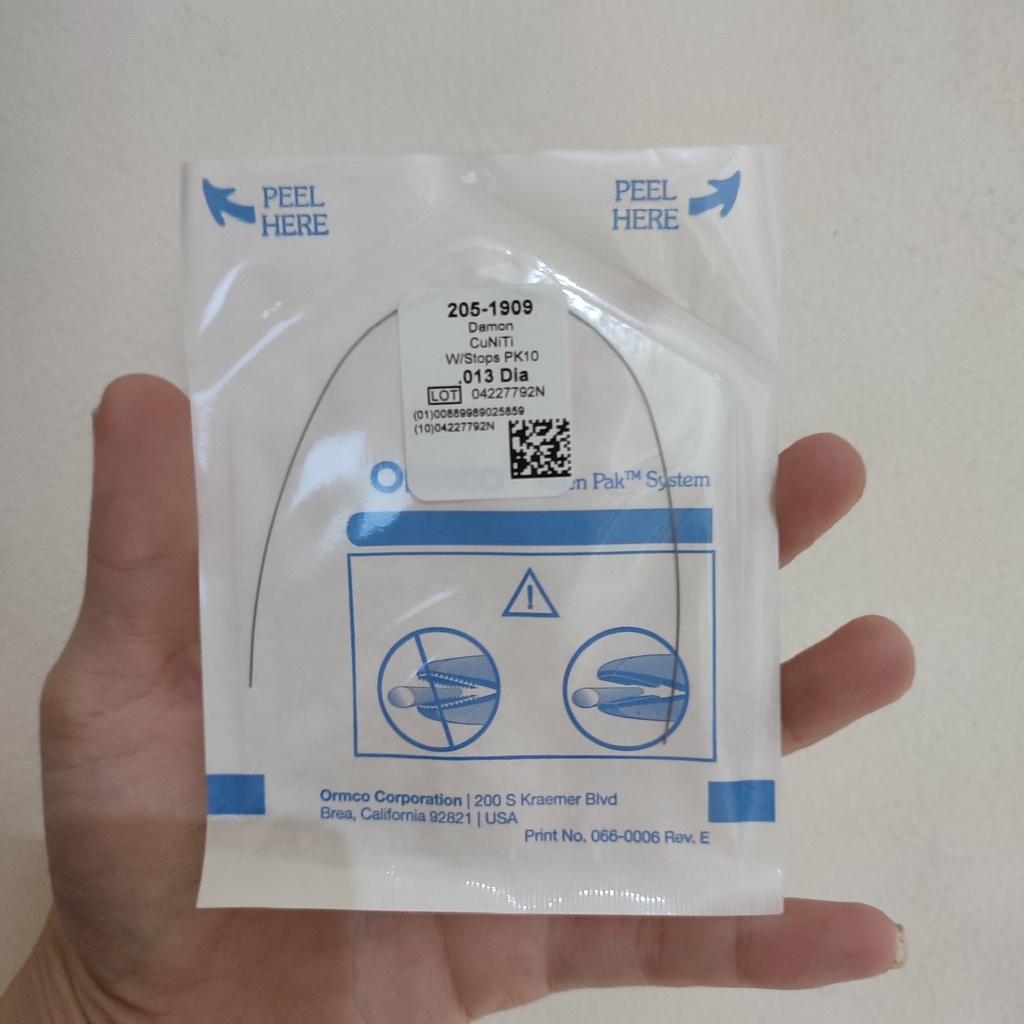 PEEL
HERE
PEEL
HERE
205-1909
Damon
CuNiTi
W/Stops PK10
.013 Dia
LOT 04227792N
(01)00889989025859
(10)04227792N
Pak™ System
Ormco Corporation | 200 S Kraemer Blvd
Brea, California 92821 | USA
Print No. 066-0006 Rev. E